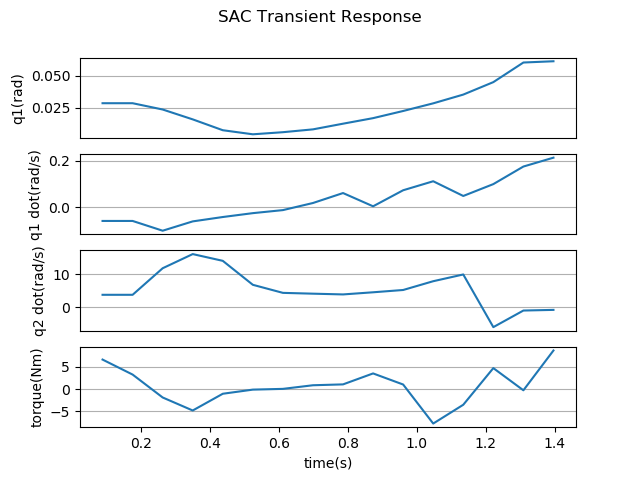 SAC Transient Response
q1(rad)
0.050
0.025
q1 dot(rad/s)
0.2
0.0
q2 dot(rad/s)
10
0
torque(Nm)
5
0
−5
0.2 0.4 0.6 0.8 1.0 1.2 1.4
time(s)